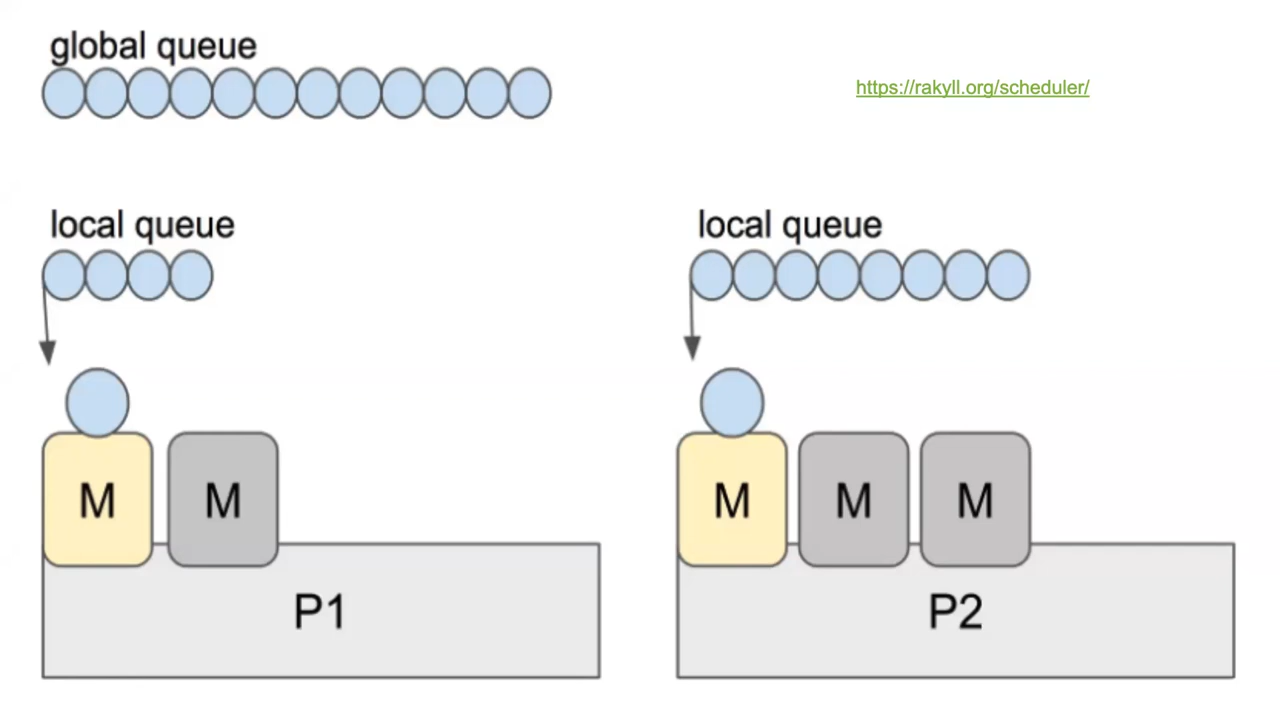 global queue
https://rakyll.org/scheduler/
local queue
local queue
M
M
M
M
M
P1
P2